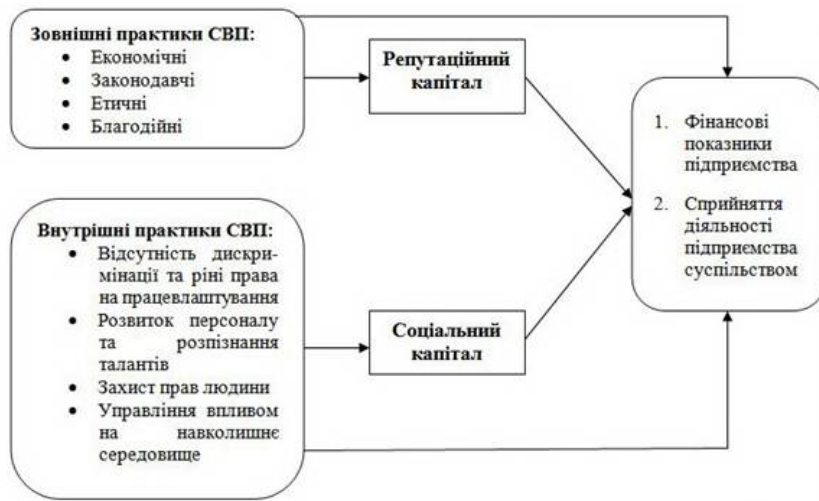 Зовнішні практики СВП:
• Економічні
• Законодавчі
• Етичні
• Благодійні
Репутаційний
капітал
1. Фінансові
показники
підприємства
2. Сприйняття
діяльності
підприємства
суспільством
Внутрішні практики СВП:
• Відсутність дискри-
мінації та ріні права
на працевлаштування
• Розвиток персоналу
та розпізнання
талантів
• Захист прав людини
• Управління впливом
на навколишнє
середовище
Соціальний
капітал